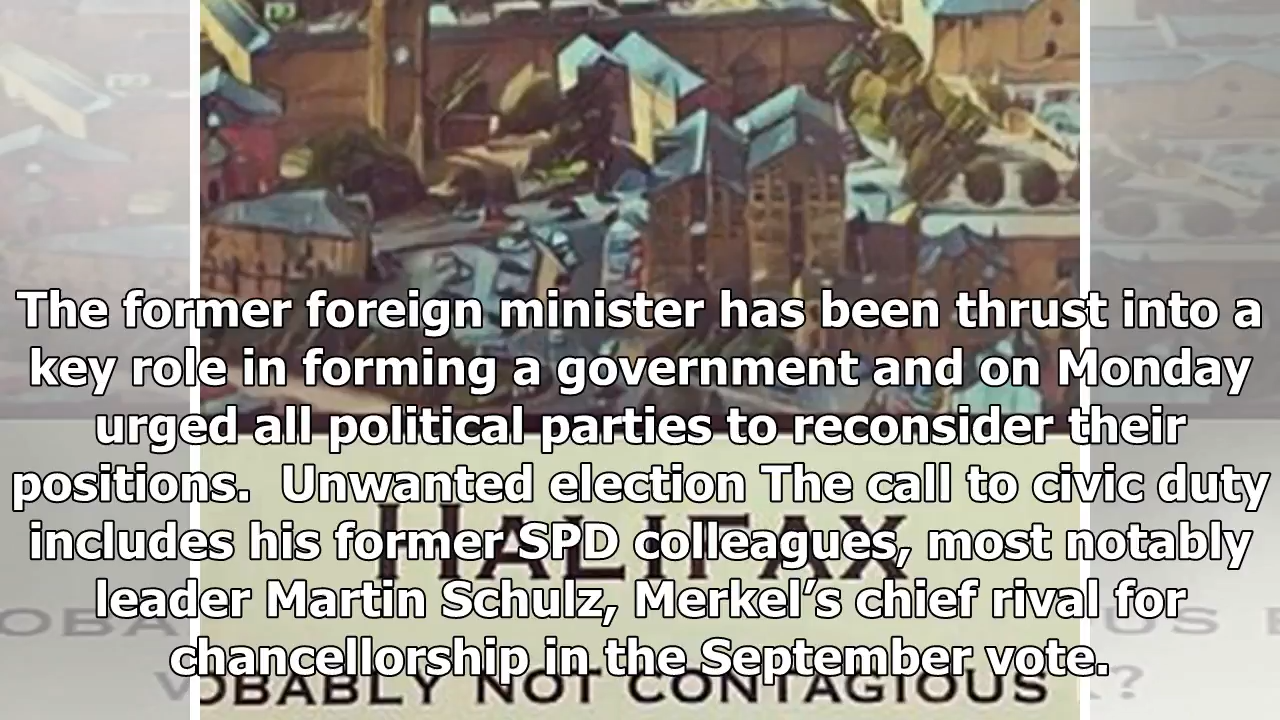 The former foreign minister has been thrust into a
key role in forming a government and on Monday
urged all political parties to reconsider their
positions.  Unwanted election The call to civic duty
includes his former SPD colleagues, most notably
leader Martin Schulz, Merkel’s chief rival for
chancellorship in the September vote.
HALIFAX
NOT CONTAGIOUS